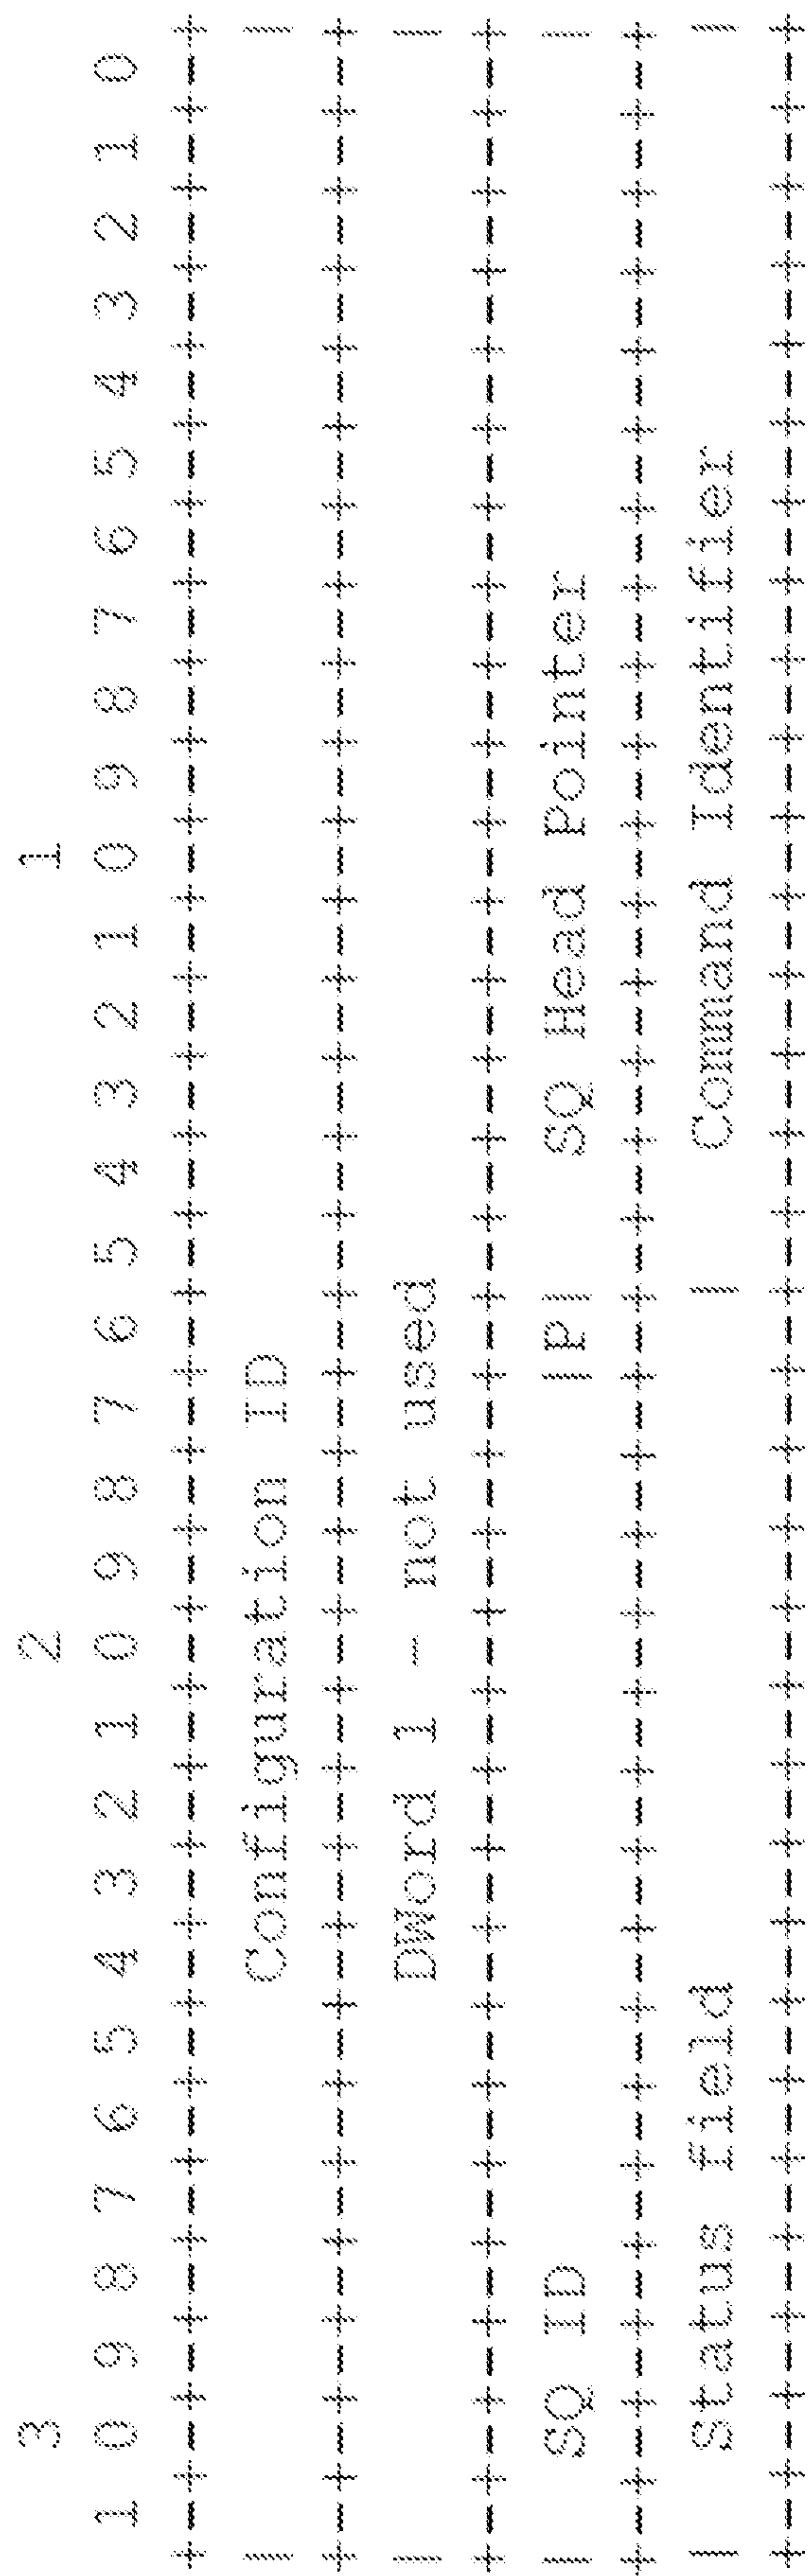 3                   2                   1
 1 0 9 8 7 6 5 4 3 2 1 0 9 8 7 6 5 4 3 2 1 0 9 8 7 6 5 4 3 2 1 0
+-+-+-+-+-+-+-+-+-+-+-+-+-+-+-+-+-+-+-+-+-+-+-+-+-+-+-+-+-+-+-+-+
|              Configuration ID                                 |
+-+-+-+-+-+-+-+-+-+-+-+-+-+-+-+-+-+-+-+-+-+-+-+-+-+-+-+-+-+-+-+-+
|              DWord 1 - not used                               |
+-+-+-+-+-+-+-+-+-+-+-+-+-+-+-+-+-+-+-+-+-+-+-+-+-+-+-+-+-+-+-+-+
|  SQ ID                      |P|   SQ Head Pointer             |
+-+-+-+-+-+-+-+-+-+-+-+-+-+-+-+-+-+-+-+-+-+-+-+-+-+-+-+-+-+-+-+-+
|  Status field                 |   Command Identifier          |
+-+-+-+-+-+-+-+-+-+-+-+-+-+-+-+-+-+-+-+-+-+-+-+-+-+-+-+-+-+-+-+-+